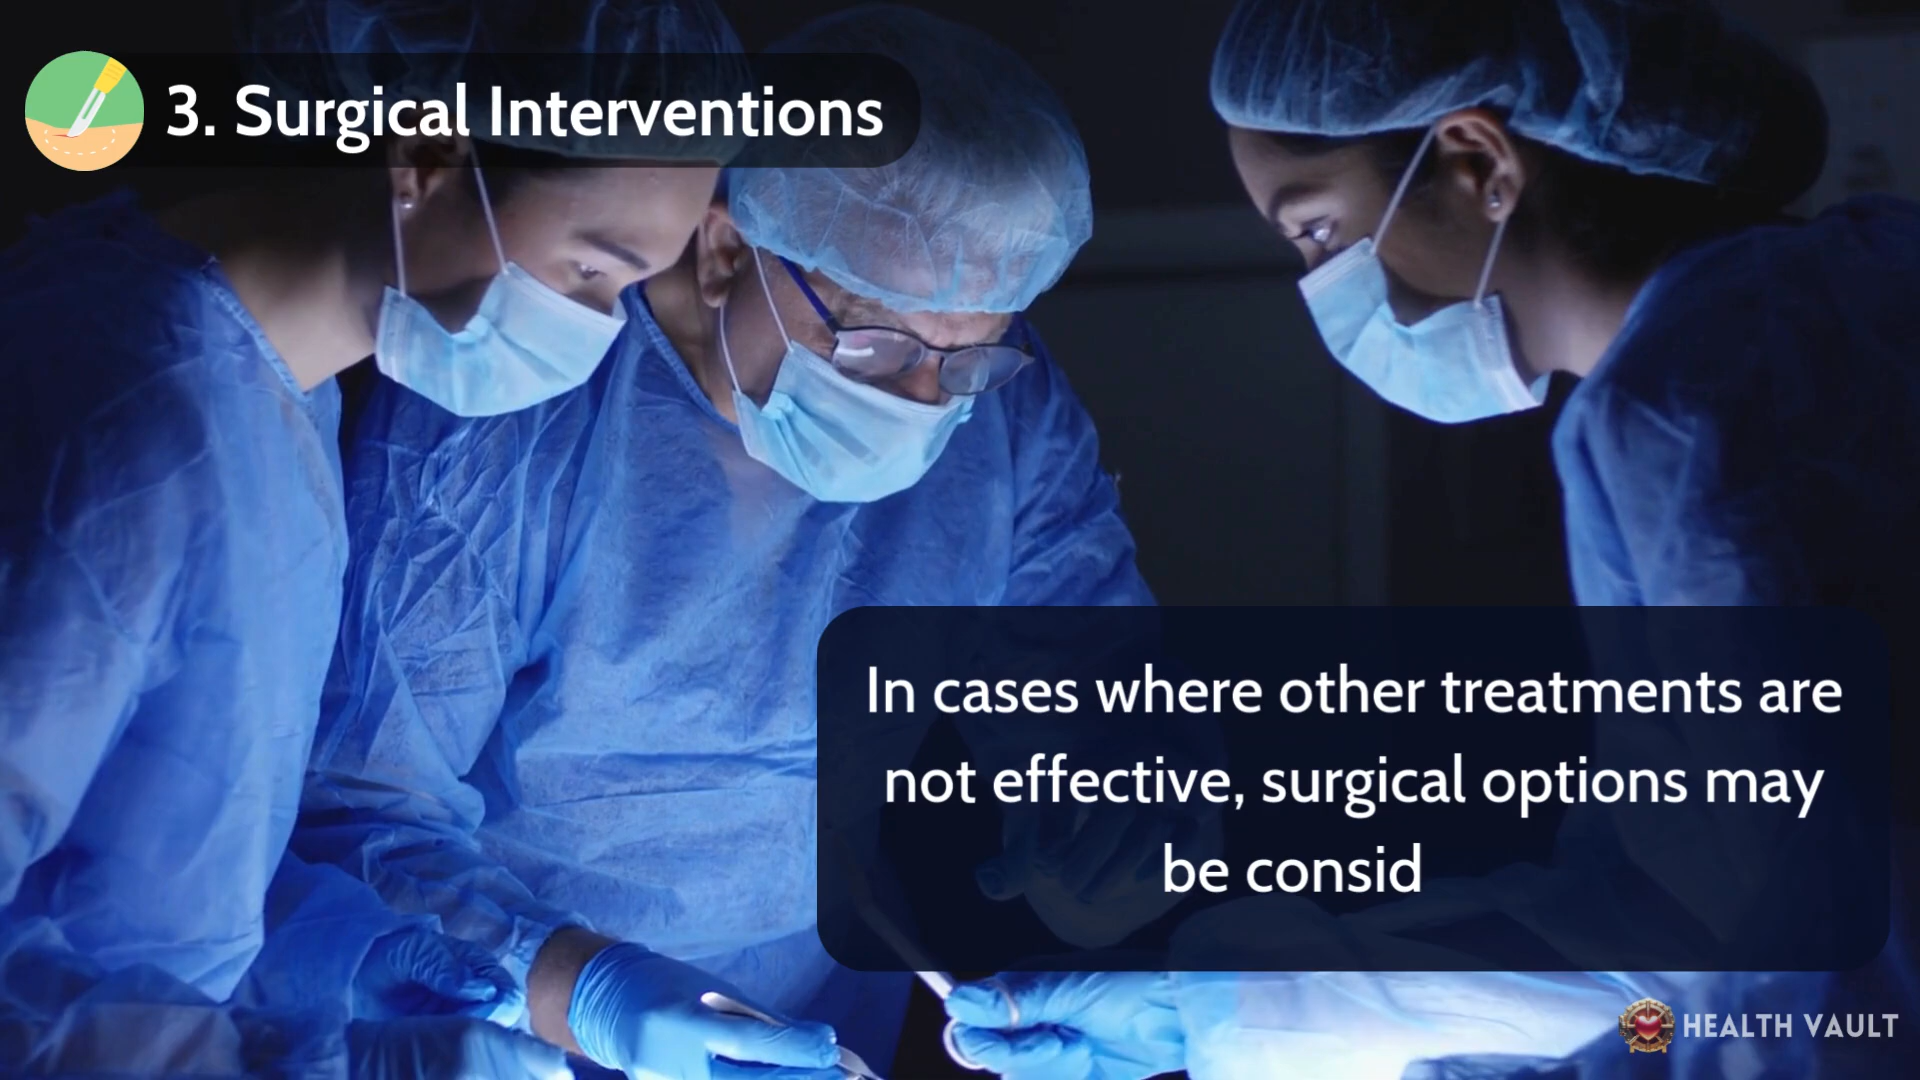 3. Surgical Interventions
In cases where other treatments are
not effective, surgical options may
be consid
HEALTH VAULT